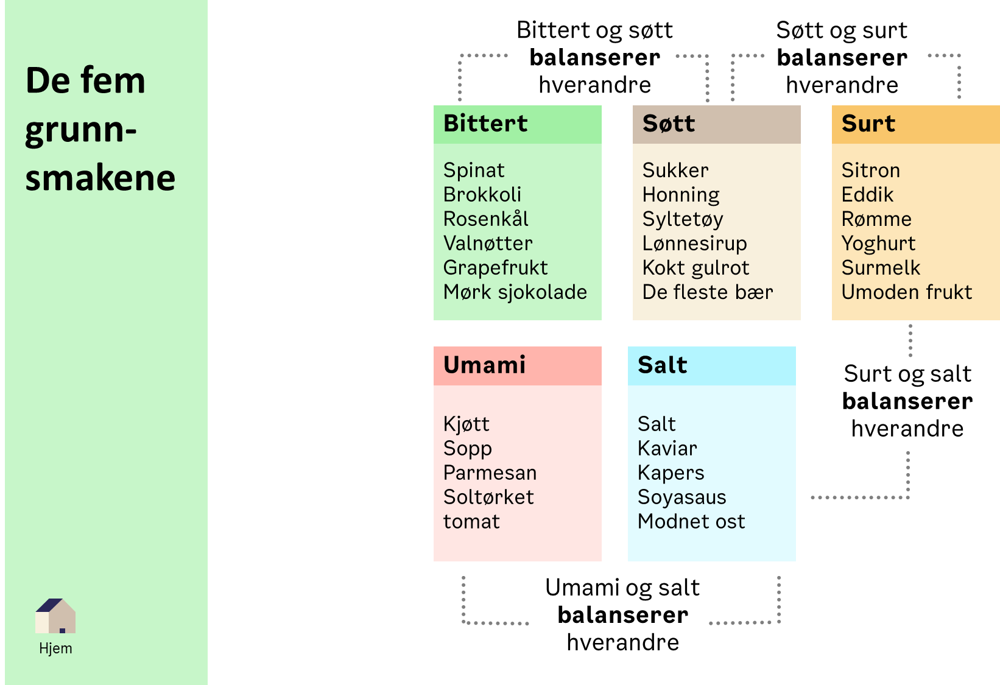 De fem
grunn-
smakene
Hjem
Bittert og søtt
balanserer
hverandre
Søtt og surt
balanserer
hverandre
Bittert
Spinat
Brokkoli
Rosenkål
Valnøtter
Grapefrukt
Mørk sjokolade
Søtt
Sukker
Honning
Syltetøy
Lønnesirup
Kokt gulrot
De fleste bær
Surt
Sitron
Eddik
Rømme
Yoghurt
Surmelk
Umoden frukt
Umami
Kjøtt
Sopp
Parmesan
Soltørket
tomat
Salt
Salt
Kaviar
Kapers
Soyasaus
Modnet ost
Surt og salt
balanserer
hverandre
Umami og salt
balanserer
hverandre